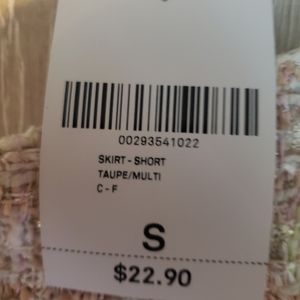 00293541022
SKIRT - SHORT
TAUPE/MULTI
C - F
S
$22.90